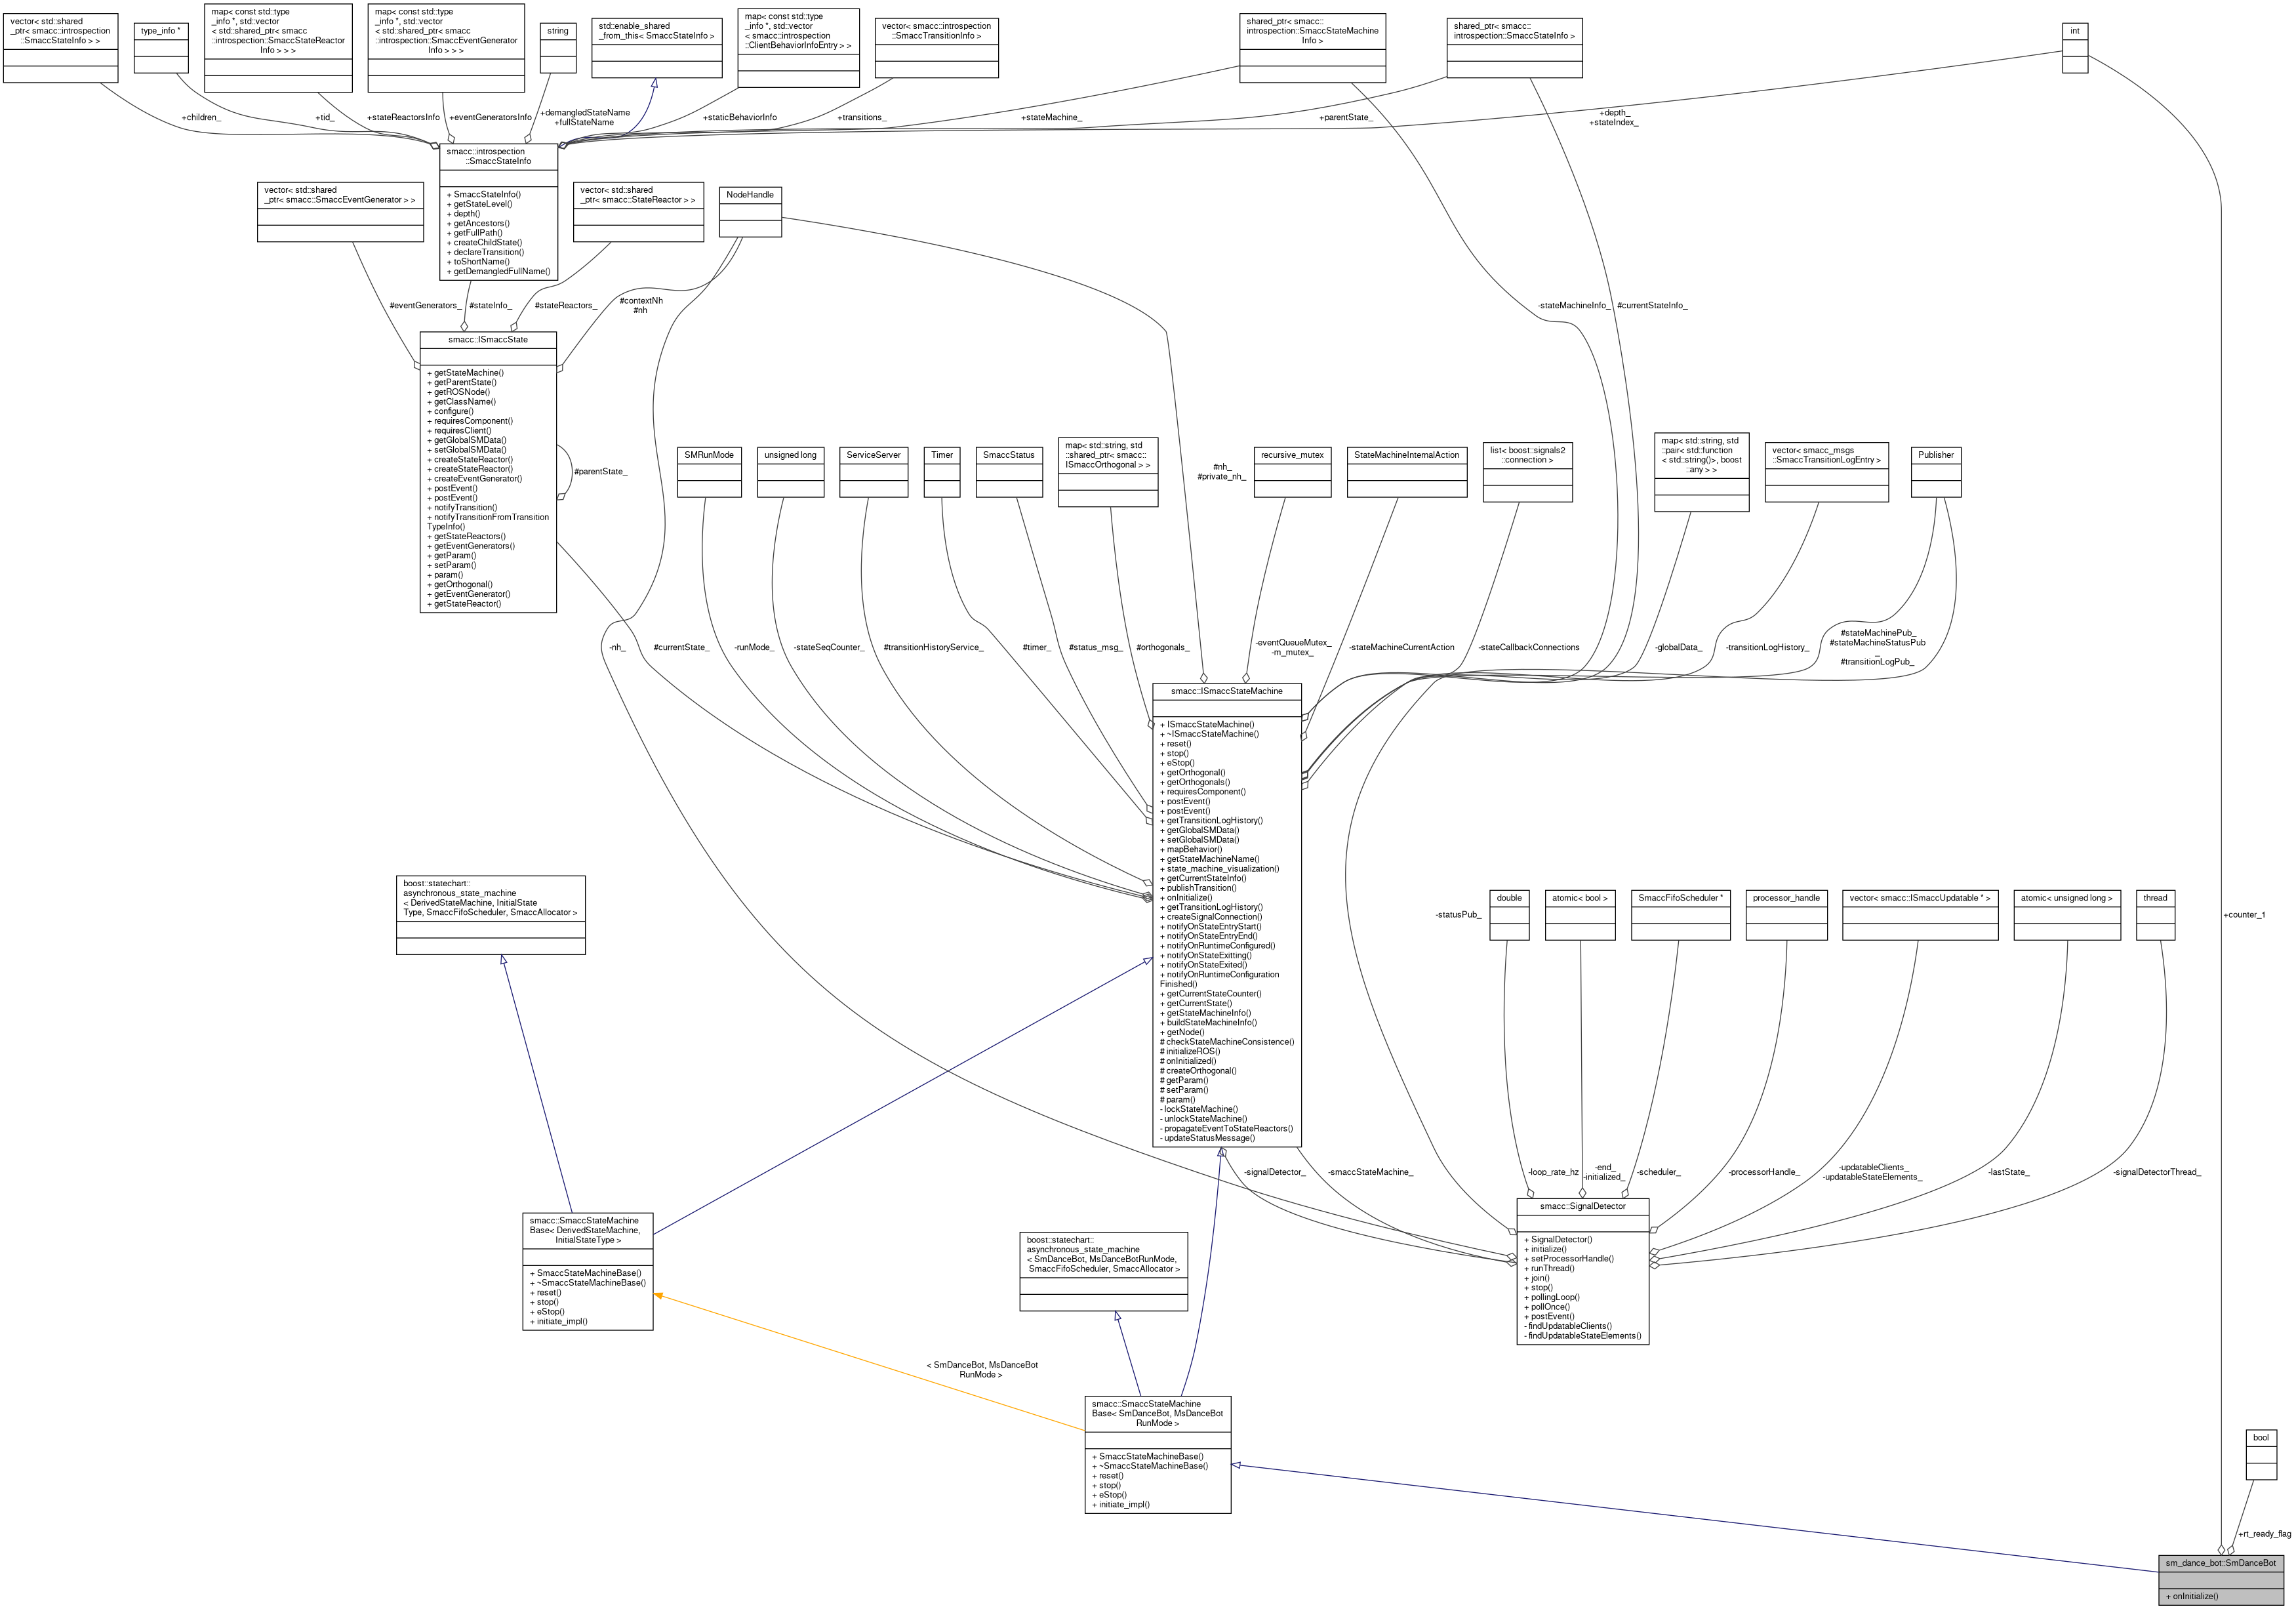 vector< std::shared
_ptr< smacc::introspection
::SmaccStateInfo > >
type_info *
map< const std::type
_info *, std::vector
< std::shared_ptr< smacc
::introspection::SmaccStateReactor
Info > > >
map< const std::type
_info *, std::vector
< std::shared_ptr< smacc
::introspection::SmaccEventGenerator
Info > > >
string
std::enable_shared
_from_this< SmaccStateInfo >
map< const std::type
_info *, std::vector
< smacc::introspection
::ClientBehaviorInfoEntry > >
vector< smacc::introspection
::SmaccTransitionInfo >
shared_ptr< smacc::
introspection::SmaccStateMachine
Info >
shared_ptr< smacc::
introspection::SmaccStateInfo >
int
+children_
+tid_
+stateReactorsInfo
+eventGeneratorsInfo
+demangledStateName
+fullStateName
+staticBehaviorInfo
+transitions_
+stateMachine_
+parentState_
+depth_
+stateIndex_
smacc::introspection
::SmaccStateInfo
+ SmaccStateInfo()
+ getStateLevel()
+ depth()
+ getAncestors()
+ getFullPath()
+ createChildState()
+ declareTransition()
+ toShortName()
+ getDemangledFullName()
vector< std::shared
_ptr< smacc::SmaccEventGenerator > >
vector< std::shared
_ptr< smacc::StateReactor > >
NodeHandle
#eventGenerators_
#stateInfo_
#stateReactors_
#contextNh
#nh
-stateMachineInfo_
#currentStateInfo_
smacc::ISmaccState
+ getStateMachine()
+ getParentState()
+ getROSNode()
+ getClassName()
+ configure()
+ requiresComponent()
+ requiresClient()
+ getGlobalSMData()
+ setGlobalSMData()
+ createStateReactor()
+ createStateReactor()
+ createEventGenerator()
+ postEvent()
+ postEvent()
+ notifyTransition()
+ notifyTransitionFromTransition
TypeInfo()
+ getStateReactors()
+ getEventGenerators()
+ getParam()
+ setParam()
+ param()
+ getOrthogonal()
+ getEventGenerator()
+ getStateReactor()
#parentState_
SMRunMode
unsigned long
ServiceServer
Timer
SmaccStatus
map< std::string, std
::shared_ptr< smacc::
ISmaccOrthogonal > >
#nh_
#private_nh_
recursive_mutex
StateMachineInternalAction
list< boost::signals2
::connection >
map< std::string, std
::pair< std::function
< std::string()>, boost
::any > >
vector< smacc_msgs
::SmaccTransitionLogEntry >
Publisher
-nh_
#currentState_
-runMode_
-stateSeqCounter_
#transitionHistoryService_
#timer_
#status_msg_
#orthogonals_
-eventQueueMutex_
-m_mutex_
-stateMachineCurrentAction
-stateCallbackConnections
-globalData_
-transitionLogHistory_
#stateMachinePub_
#stateMachineStatusPub
_
#transitionLogPub_
smacc::ISmaccStateMachine
+ ISmaccStateMachine()
+ ~ISmaccStateMachine()
+ reset()
+ stop()
+ eStop()
+ getOrthogonal()
+ getOrthogonals()
+ requiresComponent()
+ postEvent()
+ postEvent()
+ getTransitionLogHistory()
+ getGlobalSMData()
+ setGlobalSMData()
+ mapBehavior()
+ getStateMachineName()
+ state_machine_visualization()
+ getCurrentStateInfo()
+ publishTransition()
+ onInitialize()
+ getTransitionLogHistory()
+ createSignalConnection()
+ notifyOnStateEntryStart()
+ notifyOnStateEntryEnd()
+ notifyOnRuntimeConfigured()
+ notifyOnStateExitting()
+ notifyOnStateExited()
+ notifyOnRuntimeConfiguration
Finished()
+ getCurrentStateCounter()
+ getCurrentState()
+ getStateMachineInfo()
+ buildStateMachineInfo()
+ getNode()
# checkStateMachineConsistence()
# initializeROS()
# onInitialized()
# createOrthogonal()
# getParam()
# setParam()
# param()
- lockStateMachine()
- unlockStateMachine()
- propagateEventToStateReactors()
- updateStatusMessage()
boost::statechart::
asynchronous_state_machine
< DerivedStateMachine, InitialState
Type, SmaccFifoScheduler, SmaccAllocator >
-statusPub_
double
atomic< bool >
SmaccFifoScheduler *
processor_handle
vector< smacc::ISmaccUpdatable * >
atomic< unsigned long >
thread
+counter_1
-signalDetector_
-smaccStateMachine_
-loop_rate_hz
-end_
-initialized_
-scheduler_
-processorHandle_
-updatableClients_
-updatableStateElements_
-lastState_
-signalDetectorThread_
smacc::SmaccStateMachine
Base< DerivedStateMachine,
InitialStateType >
+ SmaccStateMachineBase()
+ ~SmaccStateMachineBase()
+ reset()
+ stop()
+ eStop()
+ initiate_impl()
boost::statechart::
asynchronous_state_machine
< SmDanceBot, MsDanceBotRunMode,
SmaccFifoScheduler, SmaccAllocator >
smacc::SignalDetector
+ SignalDetector()
+ initialize()
+ setProcessorHandle()
+ runThread()
+ join()
+ stop()
+ pollingLoop()
+ pollOnce()
+ postEvent()
- findUpdatableClients()
- findUpdatableStateElements()
< SmDanceBot, MsDanceBot
RunMode >
smacc::SmaccStateMachine
Base< SmDanceBot, MsDanceBot
RunMode >
+ SmaccStateMachineBase()
+ ~SmaccStateMachineBase()
+ reset()
+ stop()
+ eStop()
+ initiate_impl()
bool
+rt_ready_flag
sm_dance_bot::SmDanceBot
+ onInitialize()